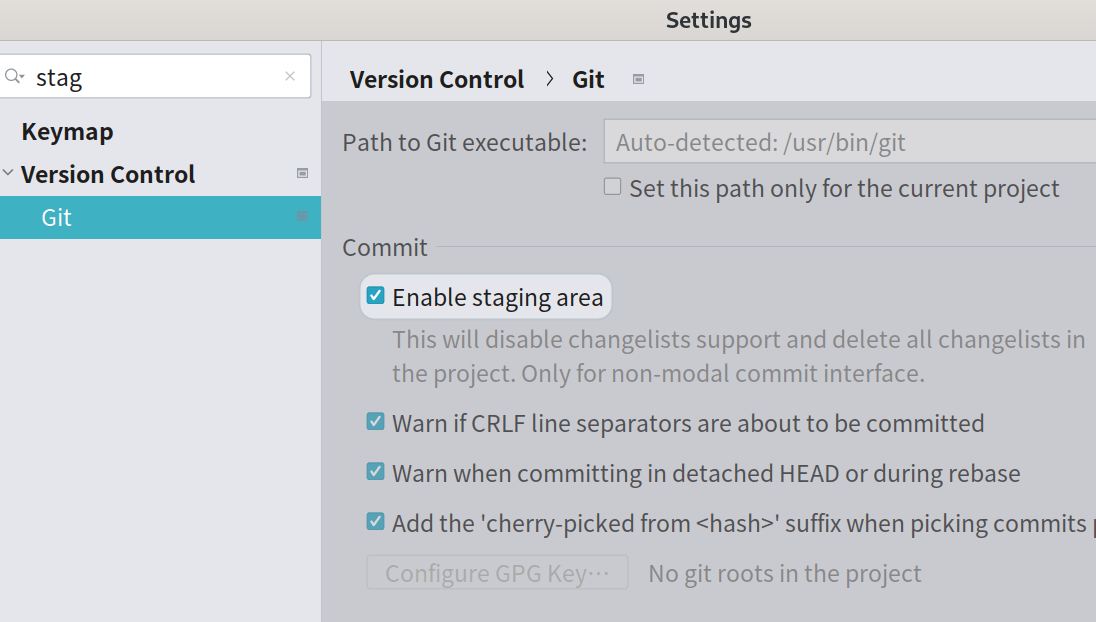 Settings
stag
Keymap
Version Control
Git
Version Control > Git
Path to Git executable: Auto-detected: /usr/bin/git
Set this path only for the current project
Commit
Enable staging area
This will disable changelists support and delete all changelists in
the project. Only for non-modal commit interface.
Warn if CRLF line separators are about to be committed
Warn when committing in detached HEAD or during rebase
Add the 'cherry-picked from <hash>' suffix when picking commits
Configure GPG Key... No git roots in the project